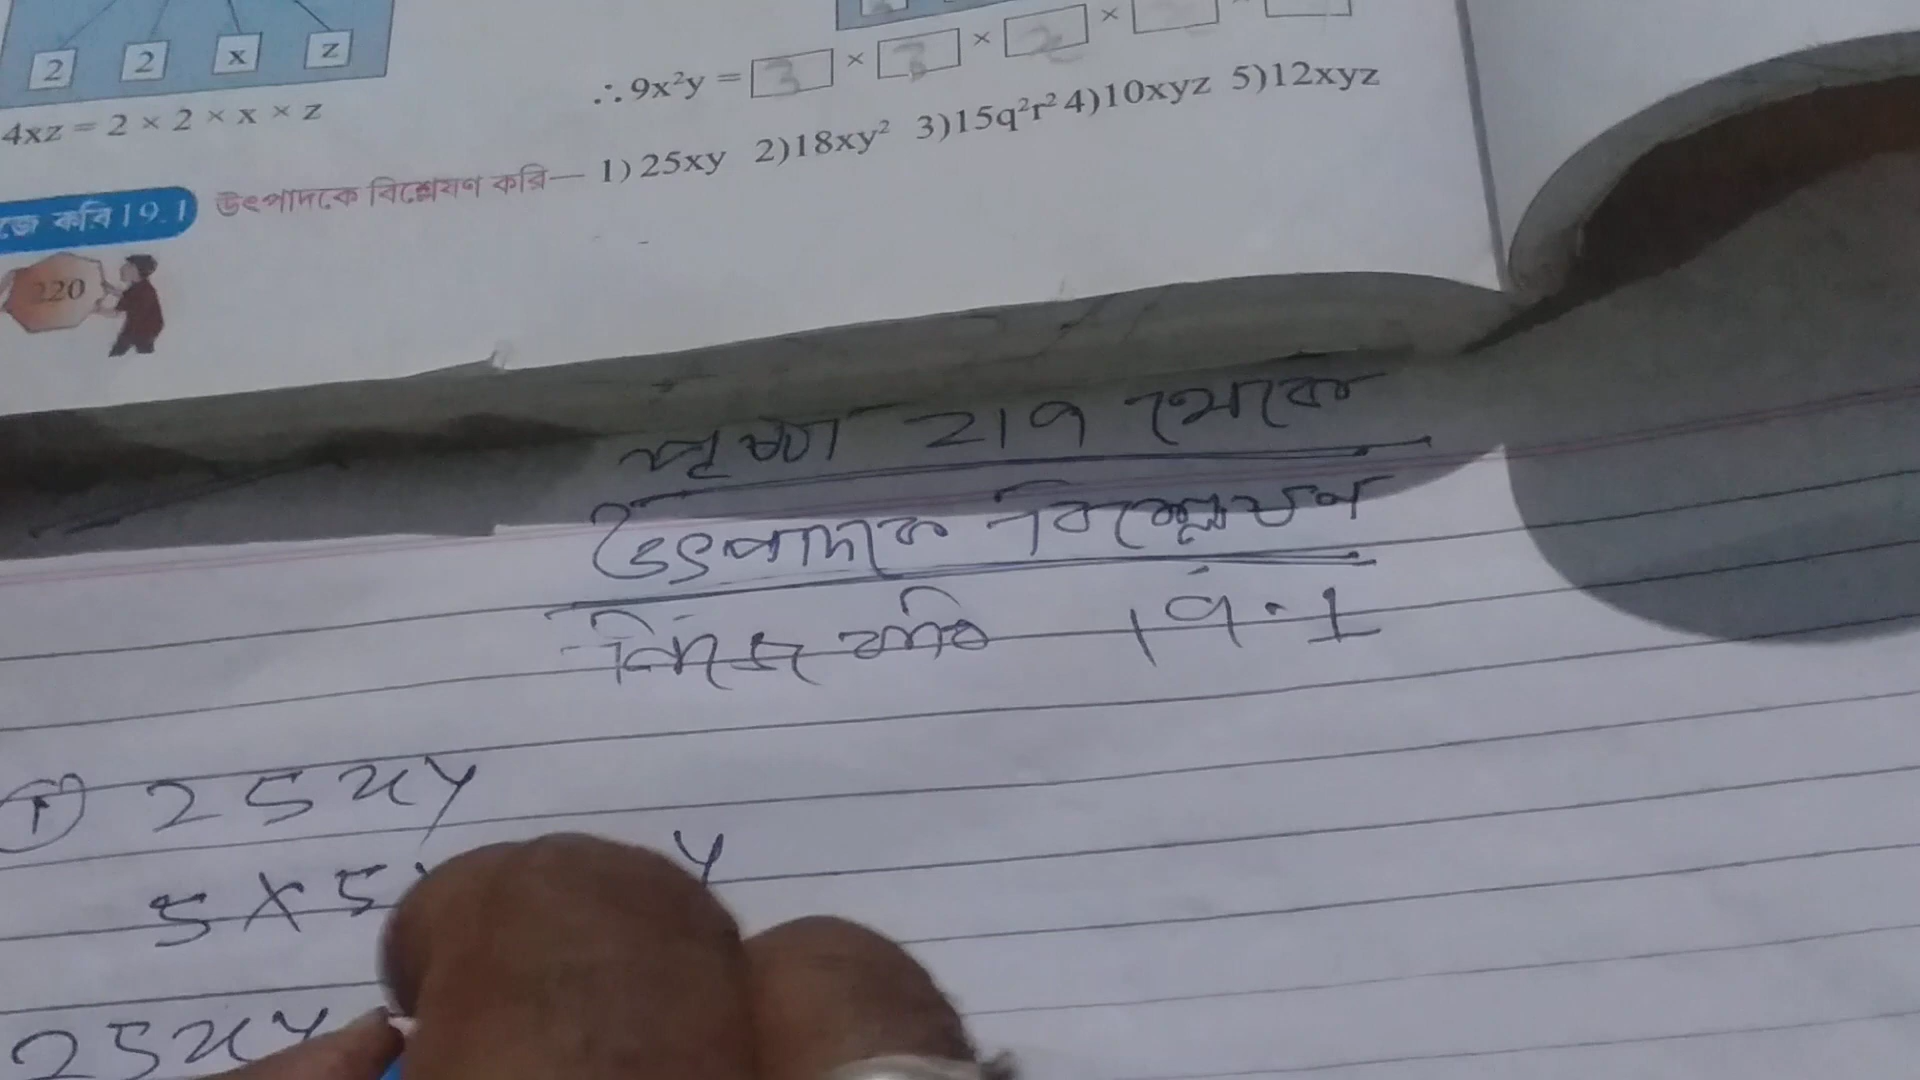 2 2 x z
4xz = 2 × 2 × x × z
∴ 9x²y = 3 × 3 × × ×
উৎপাদকে বিশ্লেষণ করি— 1) 25xy 2)18xy² 3)15q²r² 4)10xyz 5)12xyz
জে করি 19.1
220
পৃষ্ঠা 219 থেকে
উৎপাদকে বিশ্লেষণ
নিজে করি 19.1
① 25xy
5 × 5 y
25xy